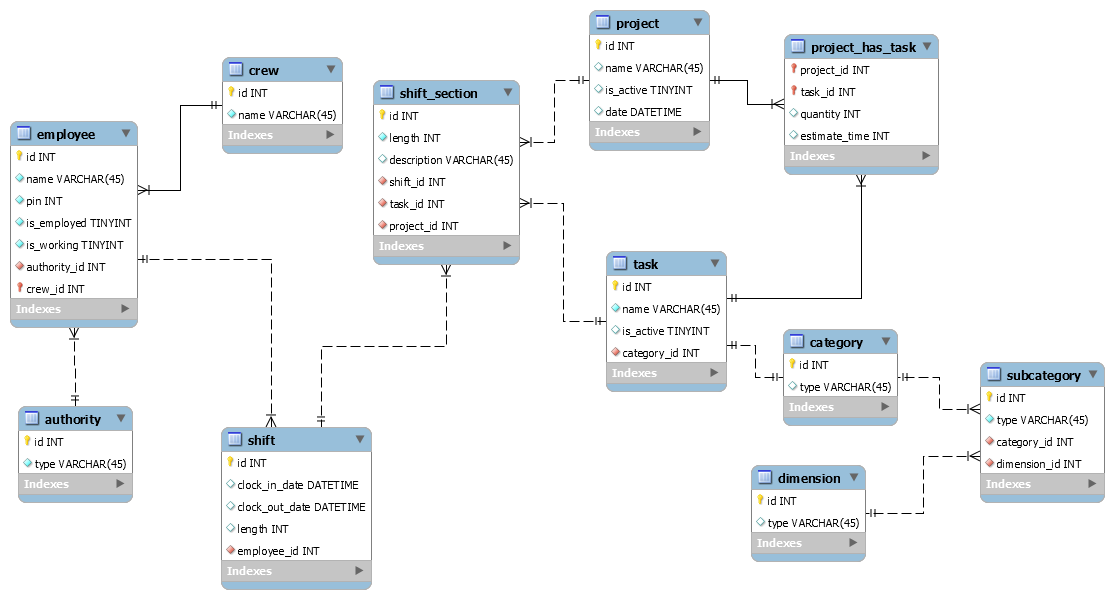 crew
id INT
name VARCHAR(45)
Indexes
employee
id INT
name VARCHAR(45)
pin INT
is_employed TINYINT
is_working TINYINT
authority_id INT
crew_id INT
Indexes
authority
id INT
type VARCHAR(45)
Indexes
shift_section
id INT
length INT
description VARCHAR(45)
shift_id INT
task_id INT
project_id INT
Indexes
shift
id INT
clock_in_date DATETIME
clock_out_date DATETIME
length INT
employee_id INT
Indexes
project
id INT
name VARCHAR(45)
is_active TINYINT
date DATETIME
Indexes
project_has_task
project_id INT
task_id INT
quantity INT
estimate_time INT
Indexes
task
id INT
name VARCHAR(45)
is_active TINYINT
category_id INT
Indexes
category
id INT
type VARCHAR(45)
Indexes
subcategory
id INT
type VARCHAR(45)
category_id INT
dimension_id INT
Indexes
dimension
id INT
type VARCHAR(45)
Indexes